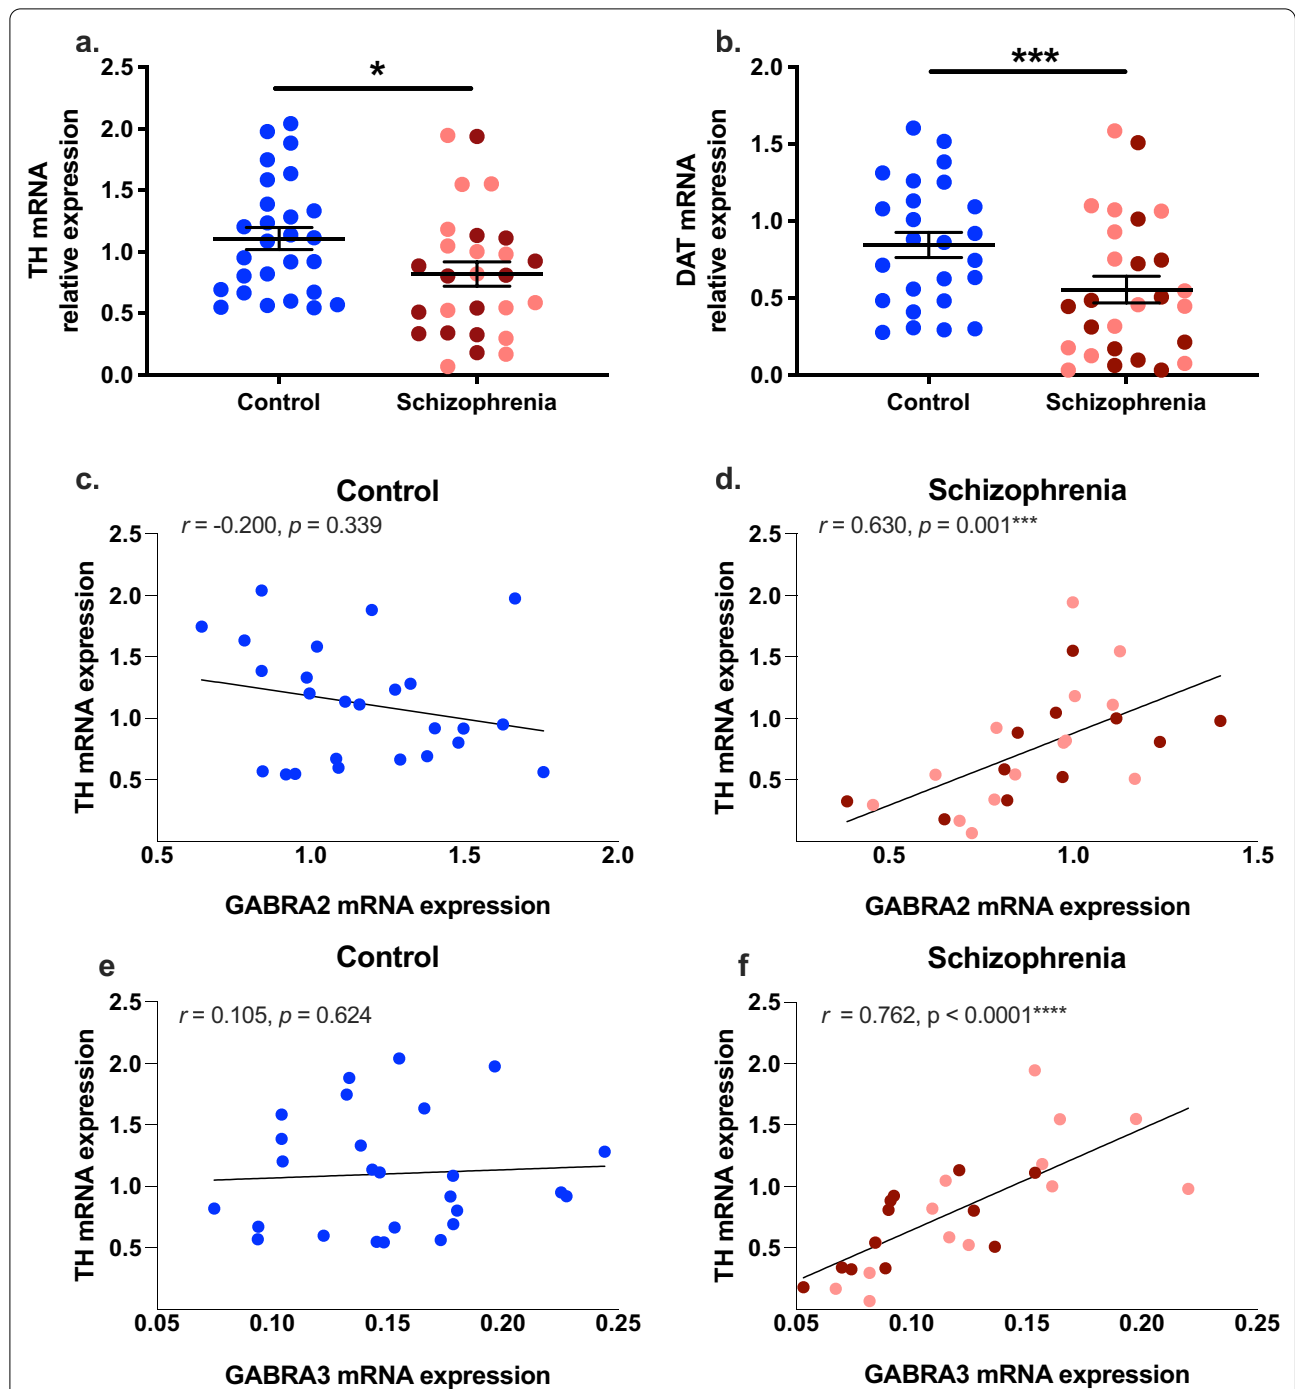 a.
*
TH mRNA
relative expression
2.5
2.0
1.5
1.0
0.5
0.0
Control
Schizophrenia
b.
***
DAT mRNA
relative expression
2.0
1.5
1.0
0.5
0.0
Control
Schizophrenia
c.
Control
r = -0.200, p = 0.339
TH mRNA expression
2.5
2.0
1.5
1.0
0.5
0.5
1.0
1.5
2.0
GABRA2 mRNA expression
d.
Schizophrenia
r = 0.630, p = 0.001***
TH mRNA expression
2.5
2.0
1.5
1.0
0.5
0.5
1.0
1.5
GABRA2 mRNA expression
e
Control
r = 0.105, p = 0.624
TH mRNA expression
2.5
2.0
1.5
1.0
0.5
0.05
0.10
0.15
0.20
0.25
GABRA3 mRNA expression
f
Schizophrenia
r = 0.762, p < 0.0001****
TH mRNA expression
2.5
2.0
1.5
1.0
0.5
0.05
0.10
0.15
0.20
0.25
GABRA3 mRNA expression